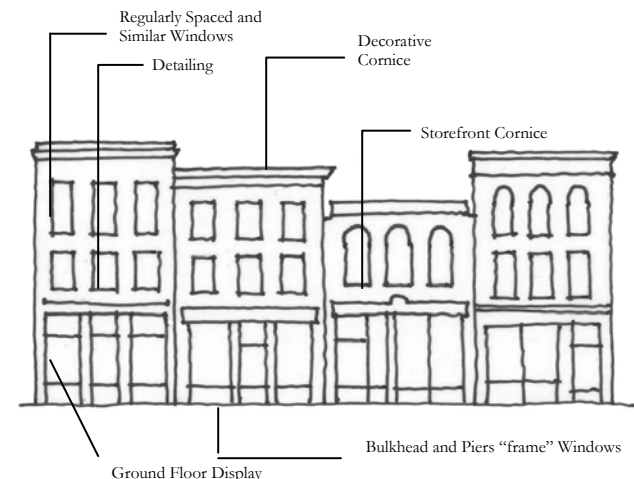 Regularly Spaced and
Similar Windows
Detailing
Decorative
Cornice
Storefront Cornice
Bulkhead and Piers “frame” Windows
Ground Floor Display